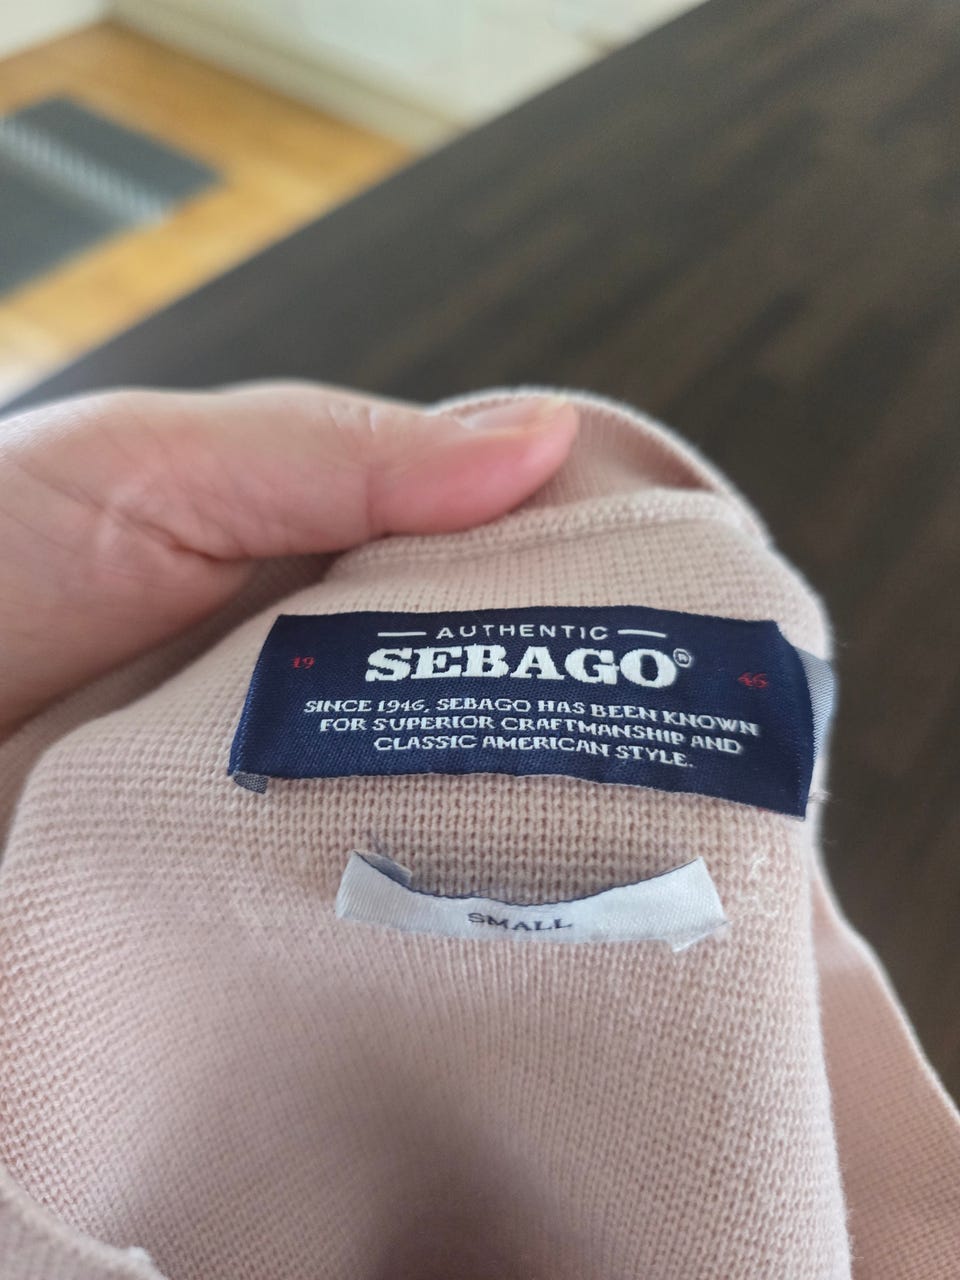 AUTHENTIC
19 SEBAGO® 46
SINCE 1946, SEBAGO HAS BEEN KNOWN
FOR SUPERIOR CRAFTMANSHIP AND
CLASSIC AMERICAN STYLE.
SMALL